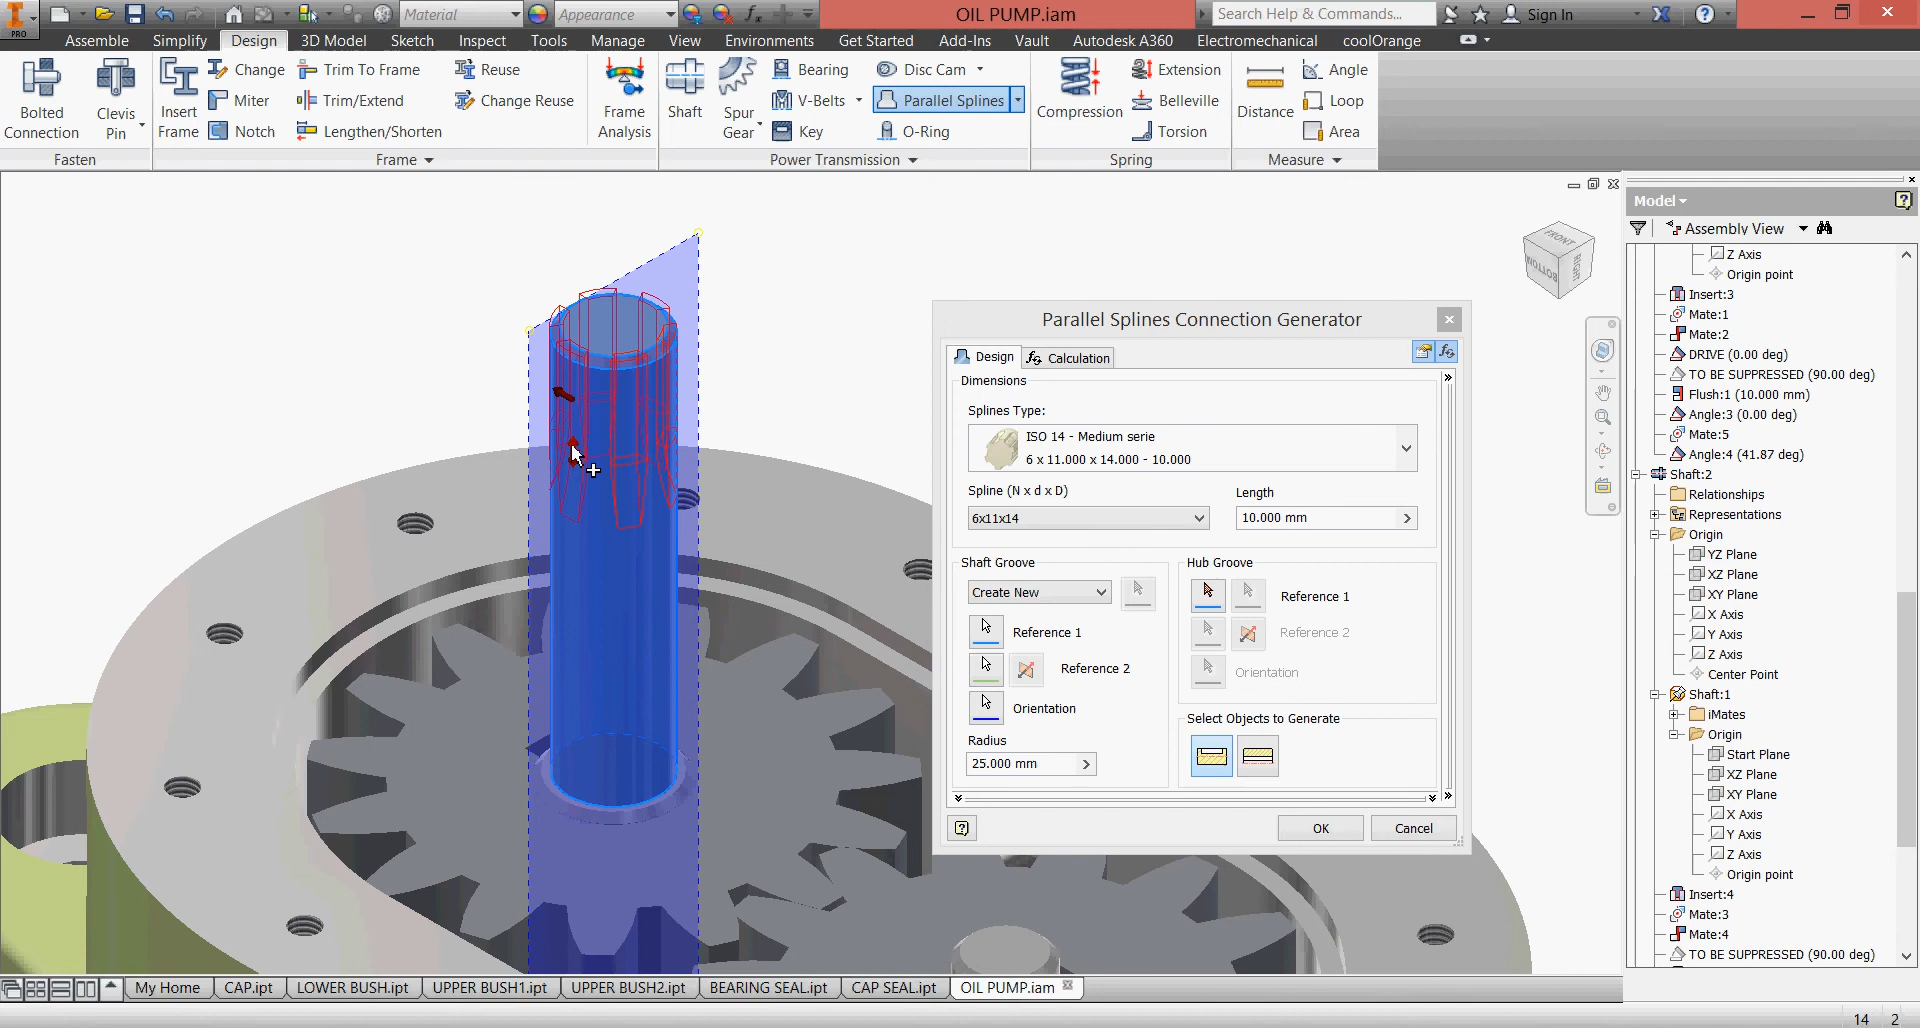 PRO
Material
Appearance
OIL PUMP.iam
Search Help & Commands...
Sign In
Assemble
Simplify
Design
3D Model
Sketch
Inspect
Tools
Manage
View
Environments
Get Started
Add-Ins
Vault
Autodesk A360
Electromechanical
coolOrange
Bolted Connection
Clevis Pin
Insert Frame
Change
Miter
Notch
Trim To Frame
Trim/Extend
Lengthen/Shorten
Reuse
Change Reuse
Frame Analysis
Shaft
Spur Gear
Bearing
V-Belts
Key
Disc Cam
Parallel Splines
O-Ring
Compression
Extension
Belleville
Torsion
Distance
Angle
Loop
Area
Fasten
Frame
Power Transmission
Spring
Measure
FRONT
BOTTOM
RIGHT
Parallel Splines Connection Generator
Design
Calculation
Dimensions
Splines Type:
ISO 14 - Medium serie
6 x 11.000 x 14.000 - 10.000
Spline (N x d x D)
Length
6x11x14
10.000 mm
Shaft Groove
Hub Groove
Create New
Reference 1
Reference 1
Reference 2
Reference 2
Orientation
Orientation
Radius
25.000 mm
Select Objects to Generate
OK
Cancel
Model
Assembly View
Z Axis
Origin point
Insert:3
Mate:1
Mate:2
DRIVE (0.00 deg)
TO BE SUPPRESSED (90.00 deg)
Flush:1 (10.000 mm)
Angle:3 (0.00 deg)
Mate:5
Angle:4 (41.87 deg)
Shaft:2
Relationships
Representations
Origin
YZ Plane
XZ Plane
XY Plane
X Axis
Y Axis
Z Axis
Center Point
Shaft:1
iMates
Origin
Start Plane
XZ Plane
XY Plane
X Axis
Y Axis
Z Axis
Origin point
Insert:4
Mate:3
Mate:4
TO BE SUPPRESSED (90.00 deg)
My Home
CAP.ipt
LOWER BUSH.ipt
UPPER BUSH1.ipt
UPPER BUSH2.ipt
BEARING SEAL.ipt
CAP SEAL.ipt
OIL PUMP.iam
14 2